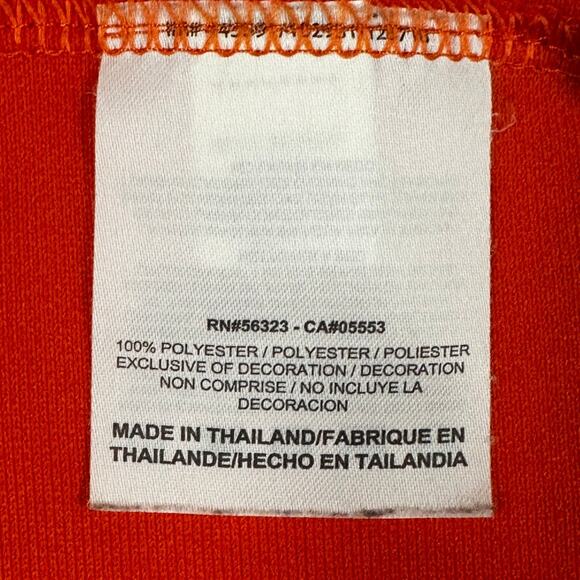 RN#56323 - CA#05553
100% POLYESTER / POLYESTER / POLIESTER
EXCLUSIVE OF DECORATION / DECORATION
NON COMPRISE / NO INCLUYE LA
DECORACION
MADE IN THAILAND/FABRIQUE EN
THAILANDE/HECHO EN TAILANDIA